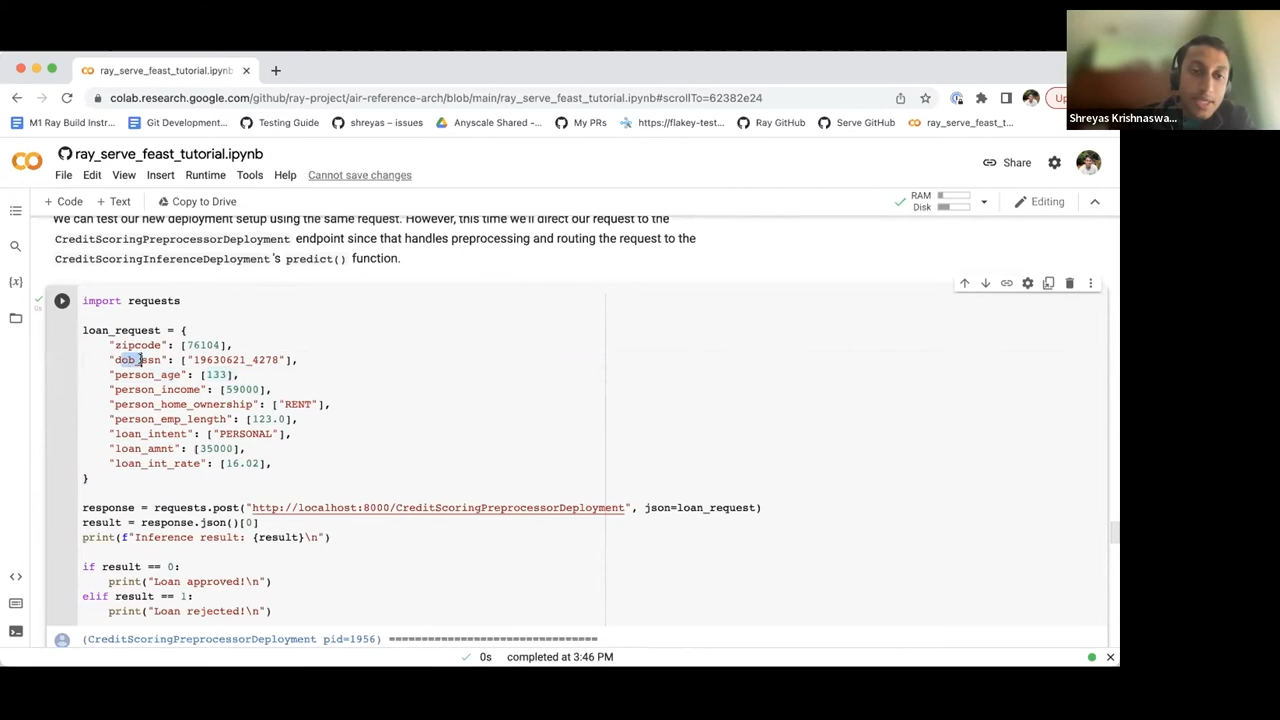 ray_serve_feast_tutorial.ipynb
colab.research.google.com/github/ray-project/air-reference-arch/blob/main/ray_serve_feast_tutorial.ipynb#scrollTo=62382e24
Shreyas Krishnaswa...
M1 Ray Build Instr...
Git Development...
Testing Guide
shreyas – issues
Anyscale Shared -...
My PRs
https://flakey-test...
Ray GitHub
Serve GitHub
ray_serve_feast_t...
ray_serve_feast_tutorial.ipynb
Share
File Edit View Insert Runtime Tools Help Cannot save changes
+ Code + Text Copy to Drive
RAM
Disk
Editing
We can test our new deployment setup using the same request. However, this time we'll direct our request to the
CreditScoringPreprocessorDeployment endpoint since that handles preprocessing and routing the request to the
CreditScoringInferenceDeployment's predict() function.
0s
import requests
loan_request = {
"zipcode": [76104],
"dob_ssn": ["19630621_4278"],
"person_age": [133],
"person_income": [59000],
"person_home_ownership": ["RENT"],
"person_emp_length": [123.0],
"loan_intent": ["PERSONAL"],
"loan_amnt": [35000],
"loan_int_rate": [16.02],
}
response = requests.post("http://localhost:8000/CreditScoringPreprocessorDeployment", json=loan_request)
result = response.json()[0]
print(f"Inference result: {result}\n")
if result == 0:
print("Loan approved!\n")
elif result == 1:
print("Loan rejected!\n")
(CreditScoringPreprocessorDeployment pid=1956) ================================
0s completed at 3:46 PM